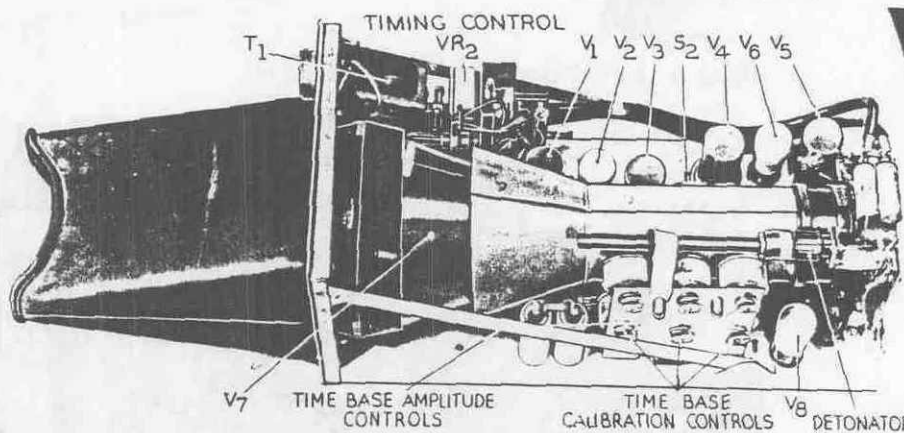 TIMING CONTROL
T1 VR2 V1 V2 V3 S2 V4 V6 V5
V7 TIME BASE AMPLITUDE CONTROLS
TIME BASE CALIBRATION CONTROLS
V8 DETONATOR